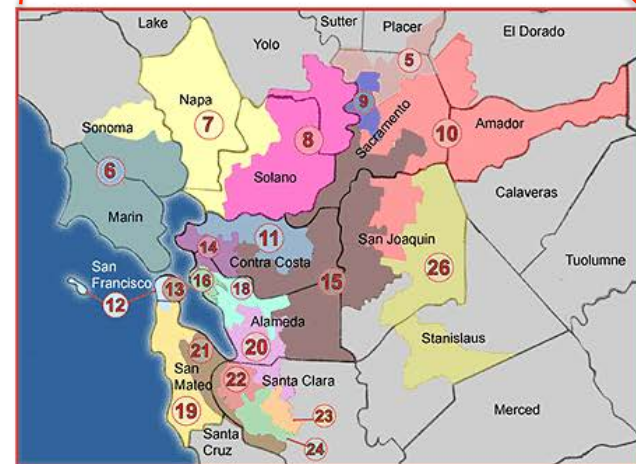 Lake
Sutter
Placer
El Dorado
Yolo
5
Napa
9
7
8
10
Amador
Sonoma
Sacramento
6
Solano
Calaveras
Marin
11
San Joaquin
14
Contra Costa
Tuolumne
San
Francisco
26
16
18
15
12
13
Alameda
Stanislaus
20
21
San
Mateo
22
Santa Clara
19
23
Merced
Santa
Cruz
24